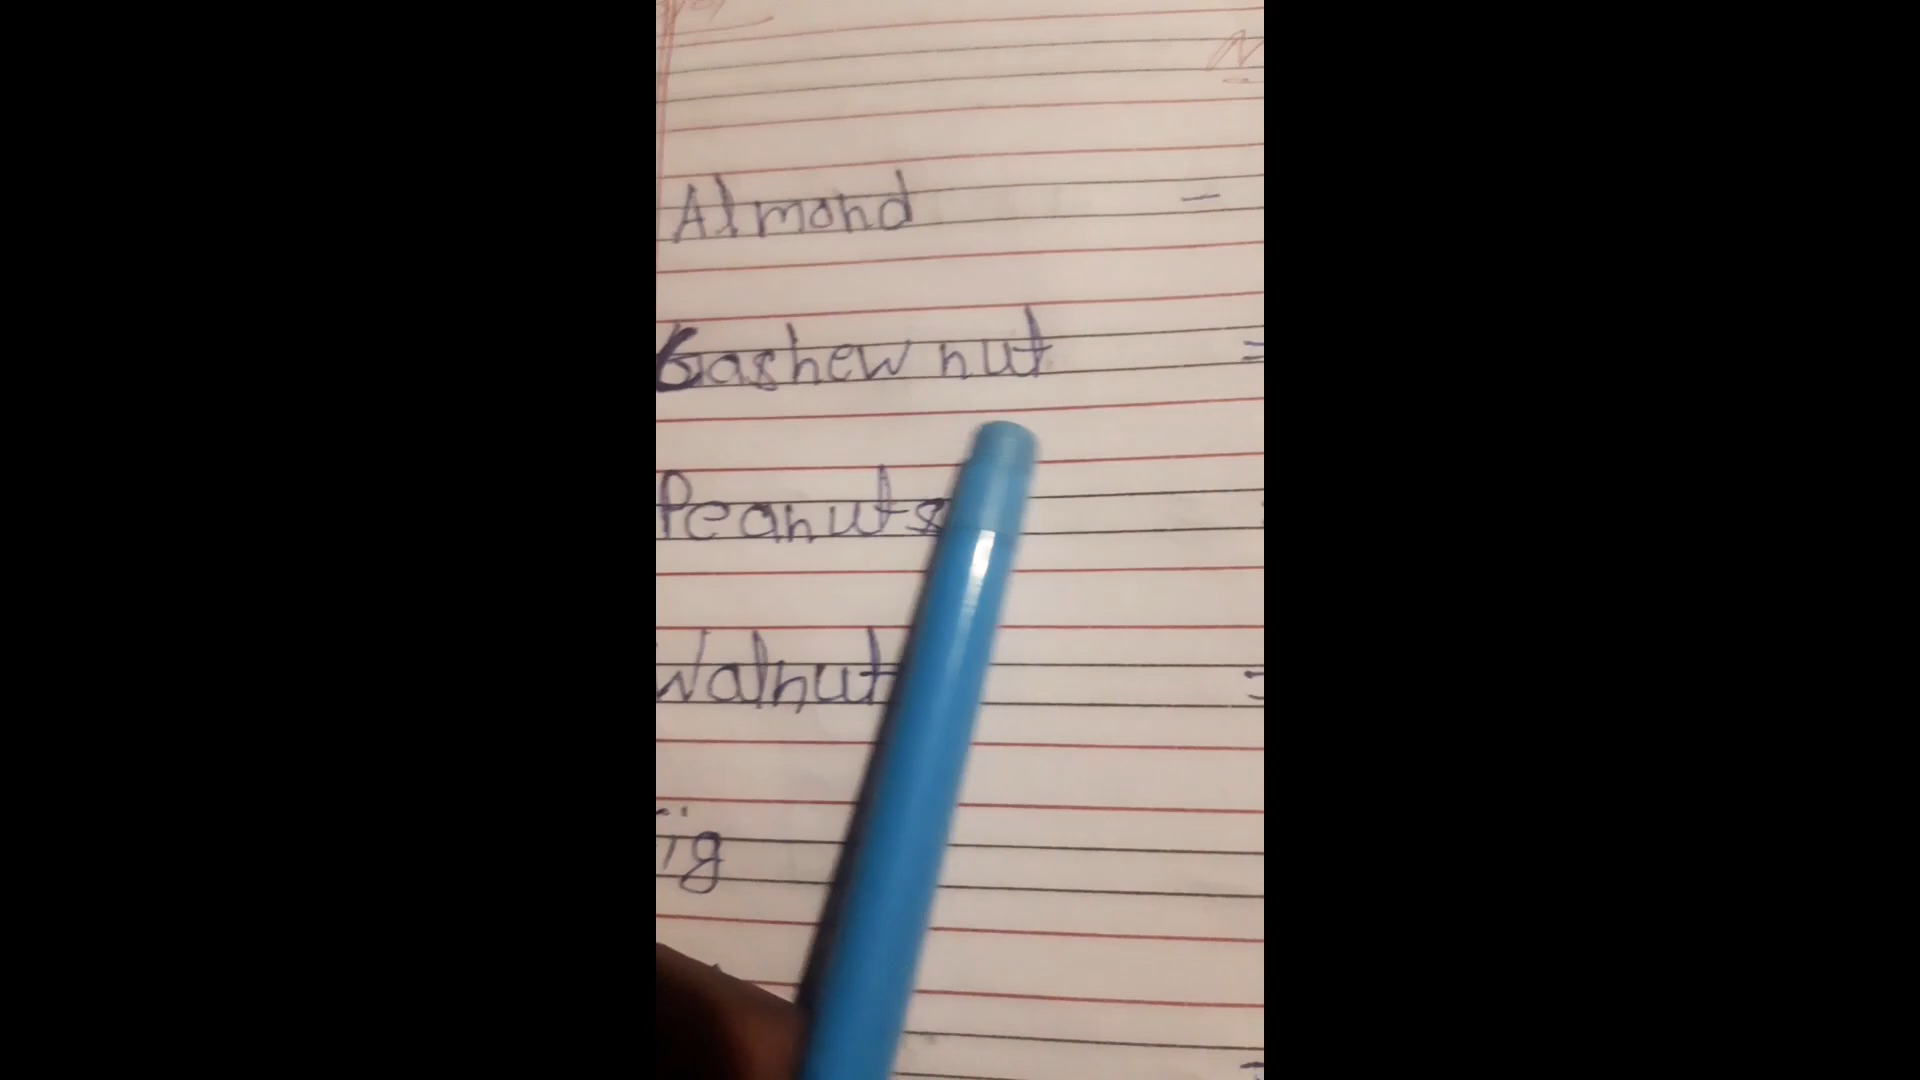 Almond -
Cashew nut =
Peanuts
Walnut =
ig